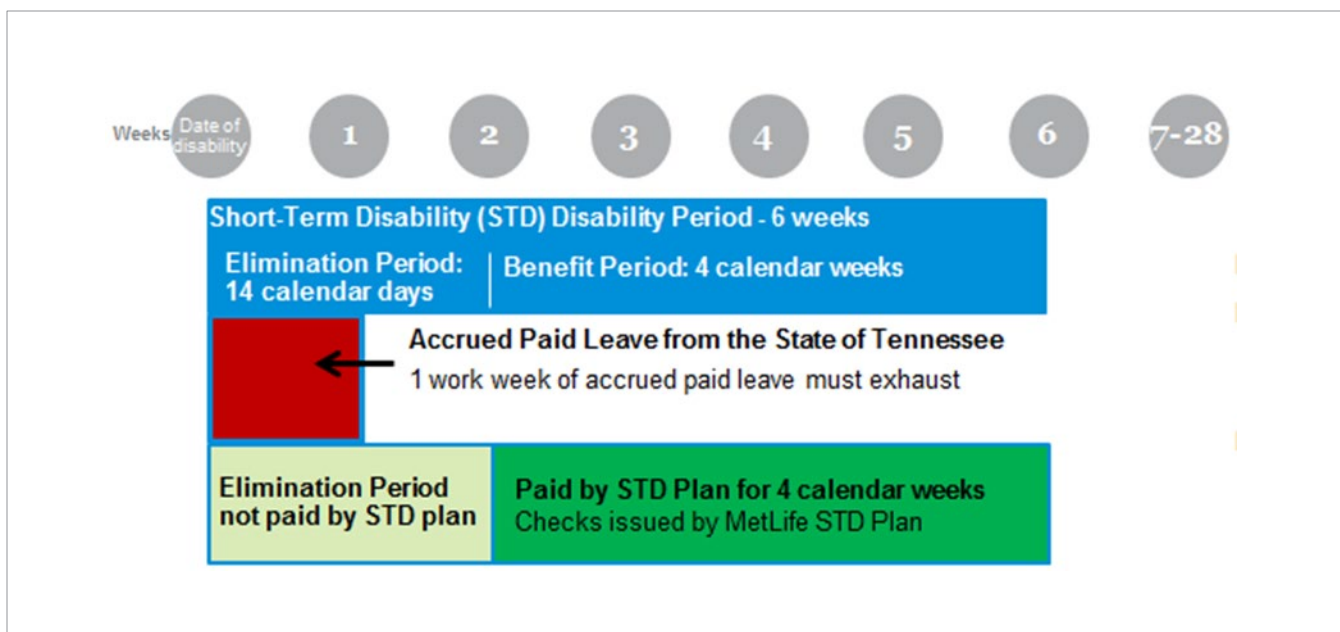 Weeks
Date of
disability
1
2
3
4
5
6
7-28
Short-Term Disability (STD) Disability Period - 6 weeks
Elimination Period:
14 calendar days
Benefit Period: 4 calendar weeks
Accrued Paid Leave from the State of Tennessee
1 work week of accrued paid leave must exhaust
Elimination Period
not paid by STD plan
Paid by STD Plan for 4 calendar weeks
Checks issued by MetLife STD Plan